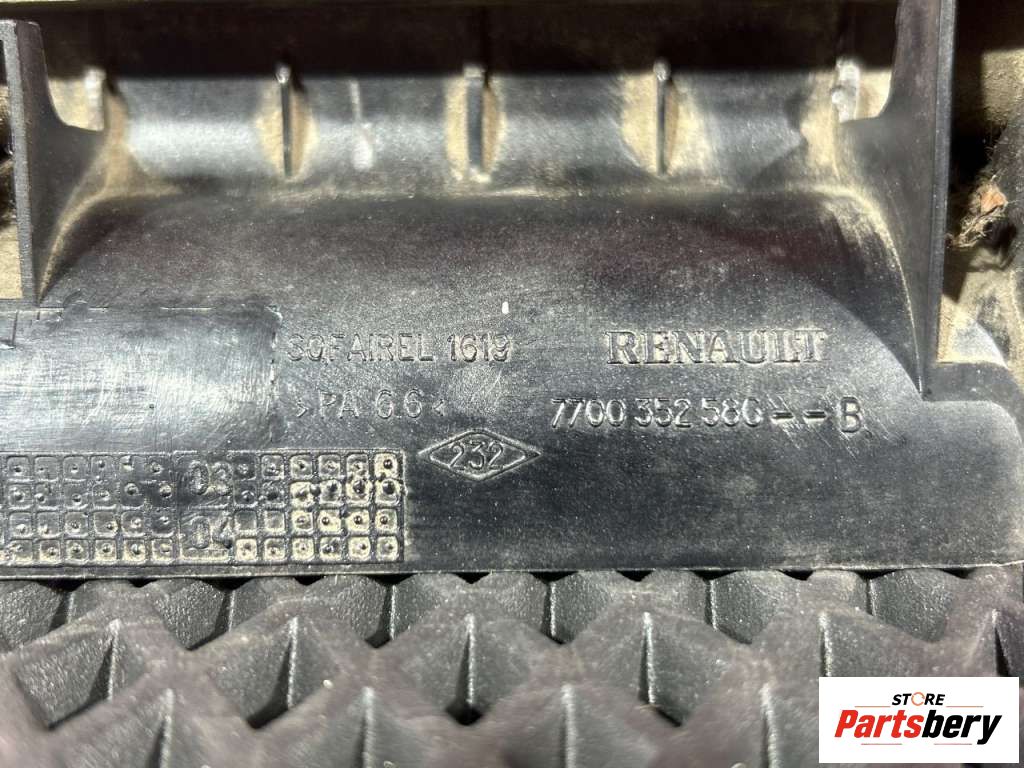 SOFAIREL 1619
RENAULT
>PA 6.6<
7700 352 586--B
232
03
04
STORE
Partsbery